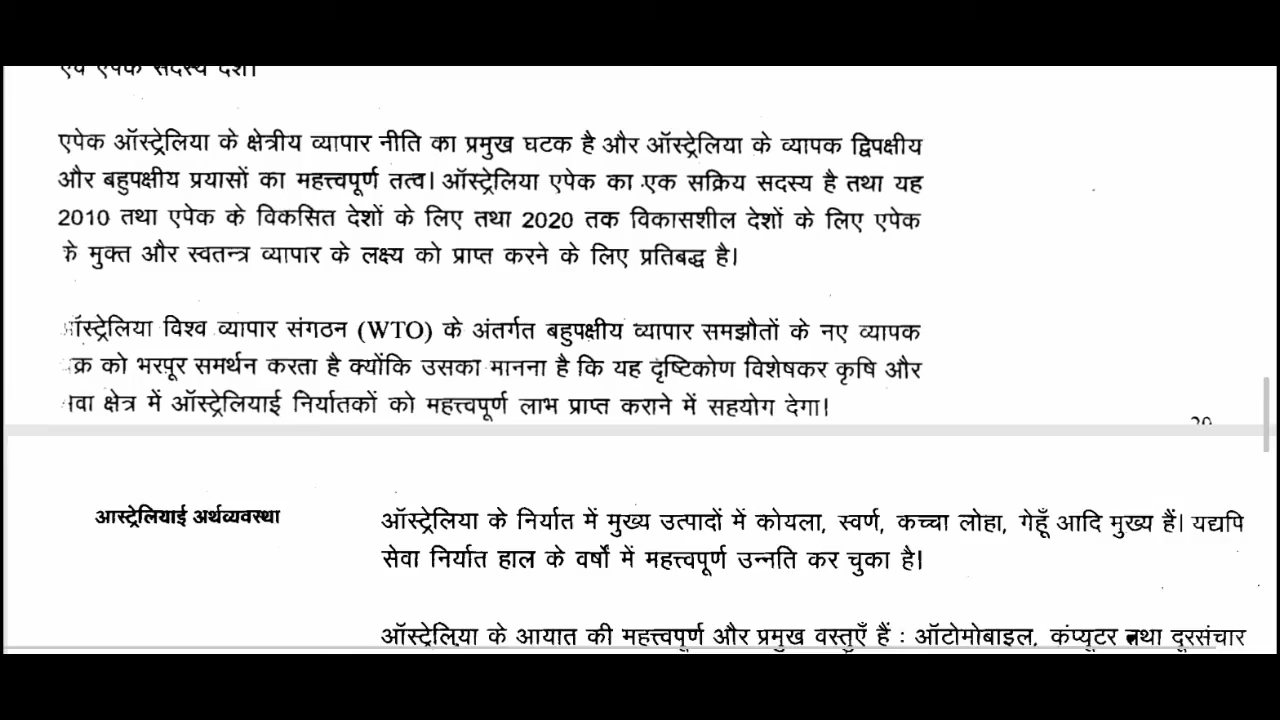 एवं एपेक सदस्य देश।
एपेक ऑस्ट्रेलिया के क्षेत्रीय व्यापार नीति का प्रमुख घटक है और ऑस्ट्रेलिया के व्यापक द्विपक्षीय
और बहुपक्षीय प्रयासों का महत्त्वपूर्ण तत्व। ऑस्ट्रेलिया एपेक का एक सक्रिय सदस्य है तथा यह
2010 तथा एपेक के विकसित देशों के लिए तथा 2020 तक विकासशील देशों के लिए एपेक
के मुक्त और स्वतन्त्र व्यापार के लक्ष्य को प्राप्त करने के लिए प्रतिबद्ध है।
ऑस्ट्रेलिया विश्व व्यापार संगठन (WTO) के अंतर्गत बहुपक्षीय व्यापार समझौतों के नए व्यापक
को भरपूर समर्थन करता है क्योंकि उसका मानना है कि यह दृष्टिकोण विशेषकर कृषि और
क्षेत्र में ऑस्ट्रेलियाई निर्यातकों को महत्त्वपूर्ण लाभ प्राप्त कराने में सहयोग देगा।
आस्ट्रेलियाई अर्थव्यवस्था
ऑस्ट्रेलिया के निर्यात में मुख्य उत्पादों में कोयला, स्वर्ण, कच्चा लोहा, गेहूँ आदि मुख्य हैं। यद्यपि
सेवा निर्यात हाल के वर्षों में महत्त्वपूर्ण उन्नति कर चुका है।
ऑस्ट्रेलिया के आयात की महत्त्वपूर्ण और प्रमुख वस्तुएँ हैं : ऑटोमोबाइल, कंप्यूटर तथा दूरसंचार